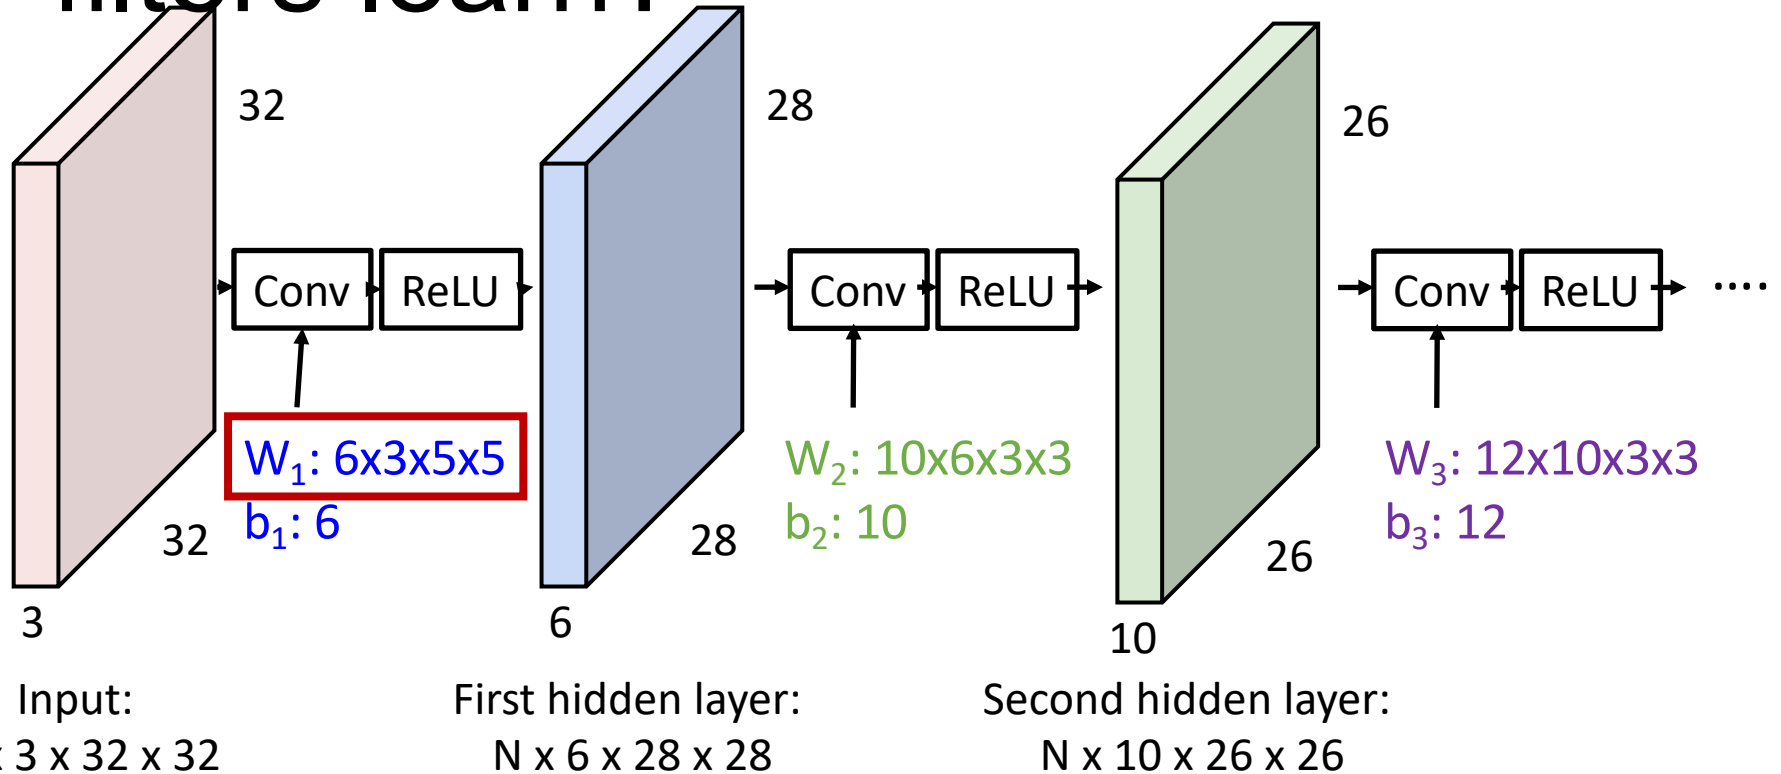 filters learn?
32
28
26
Conv ReLU
Conv ReLU
Conv ReLU ....
W₁: 6x3x5x5
b₁: 6
W₂: 10x6x3x3
b₂: 10
W₃: 12x10x3x3
b₃: 12
32
28
26
3
6
10
Input:
x 3 x 32 x 32
First hidden layer:
N x 6 x 28 x 28
Second hidden layer:
N x 10 x 26 x 26